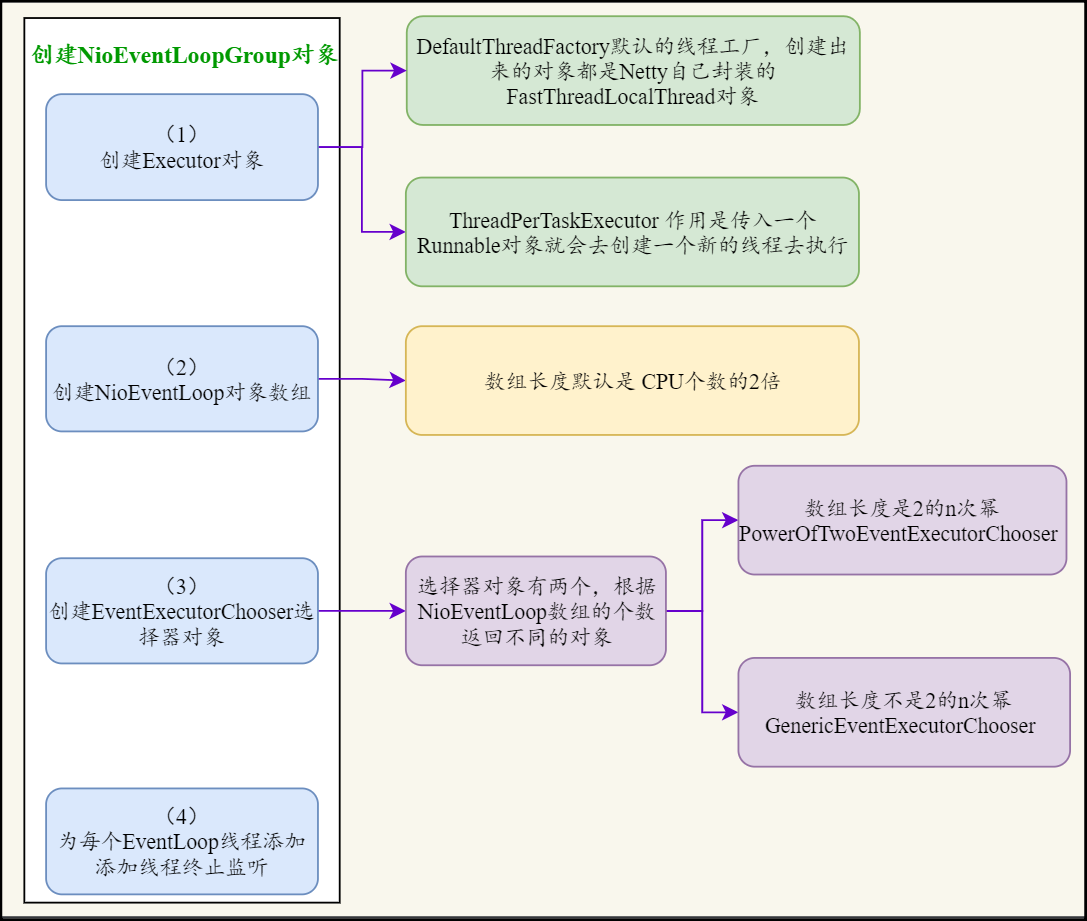 创建NioEventLoopGroup对象
（1）
创建Executor对象
DefaultThreadFactory默认的线程工厂，创建出
来的对象都是Netty自己封装的
FastThreadLocalThread对象
ThreadPerTaskExecutor 作用是传入一个
Runnable对象就会去创建一个新的线程去执行
（2）
创建NioEventLoop对象数组
数组长度默认是 CPU个数的2倍
（3）
创建EventExecutorChooser选
择器对象
选择器对象有两个，根据
NioEventLoop数组的个数
返回不同的对象
数组长度是2的n次幂
PowerOfTwoEventExecutorChooser
数组长度不是2的n次幂
GenericEventExecutorChooser
（4）
为每个EventLoop线程添加
添加线程终止监听